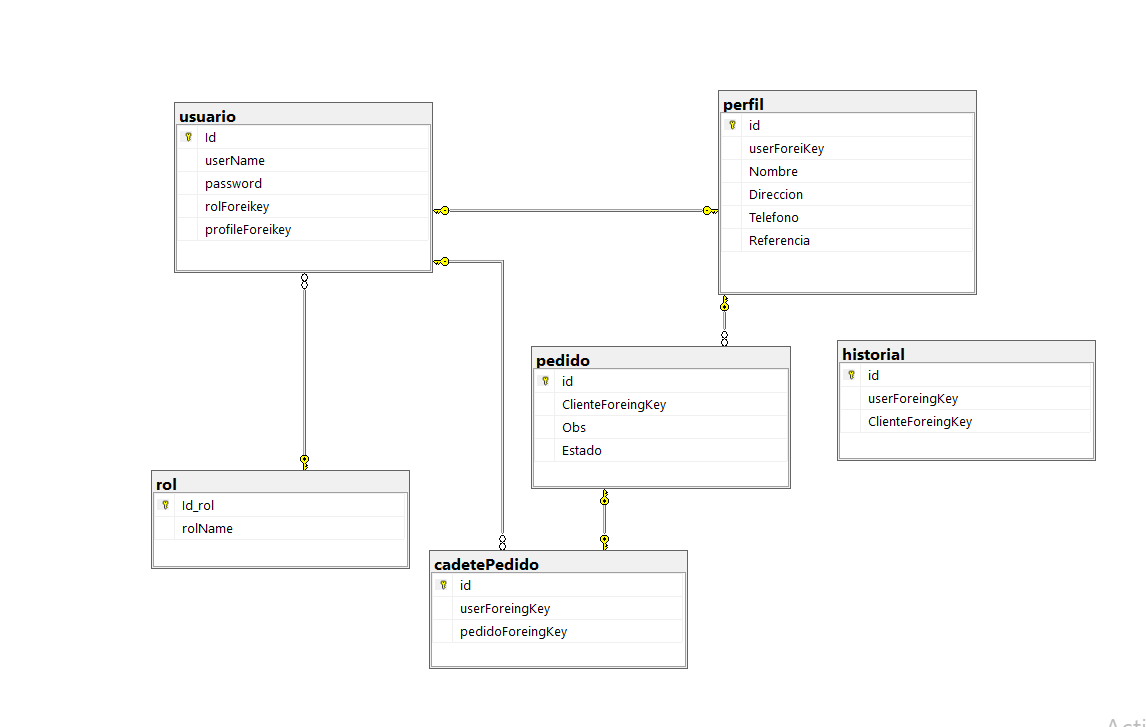 usuario
Id
userName
password
rolForeikey
profileForeikey
perfil
id
userForeiKey
Nombre
Direccion
Telefono
Referencia
pedido
id
ClienteForeingKey
Obs
Estado
historial
id
userForeingKey
ClienteForeingKey
rol
Id_rol
rolName
cadetePedido
id
userForeingKey
pedidoForeingKey